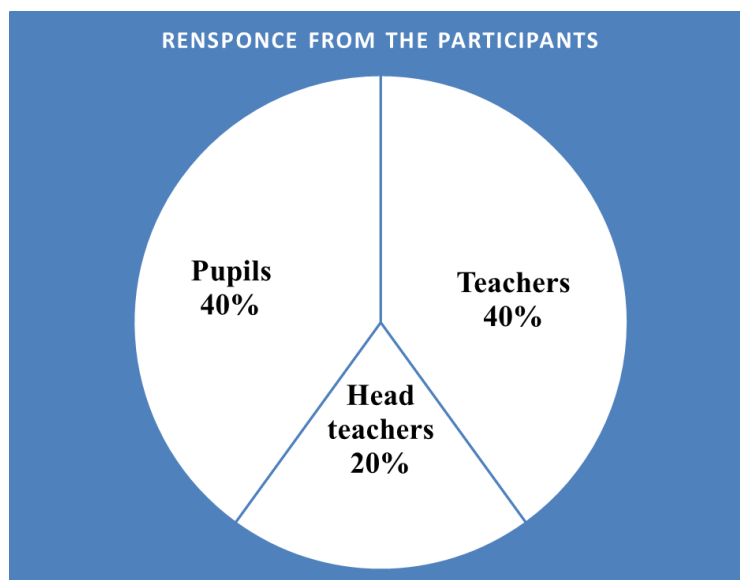 RENSPONCE FROM THE PARTICIPANTS
Pupils
40%
Teachers
40%
Head
teachers
20%